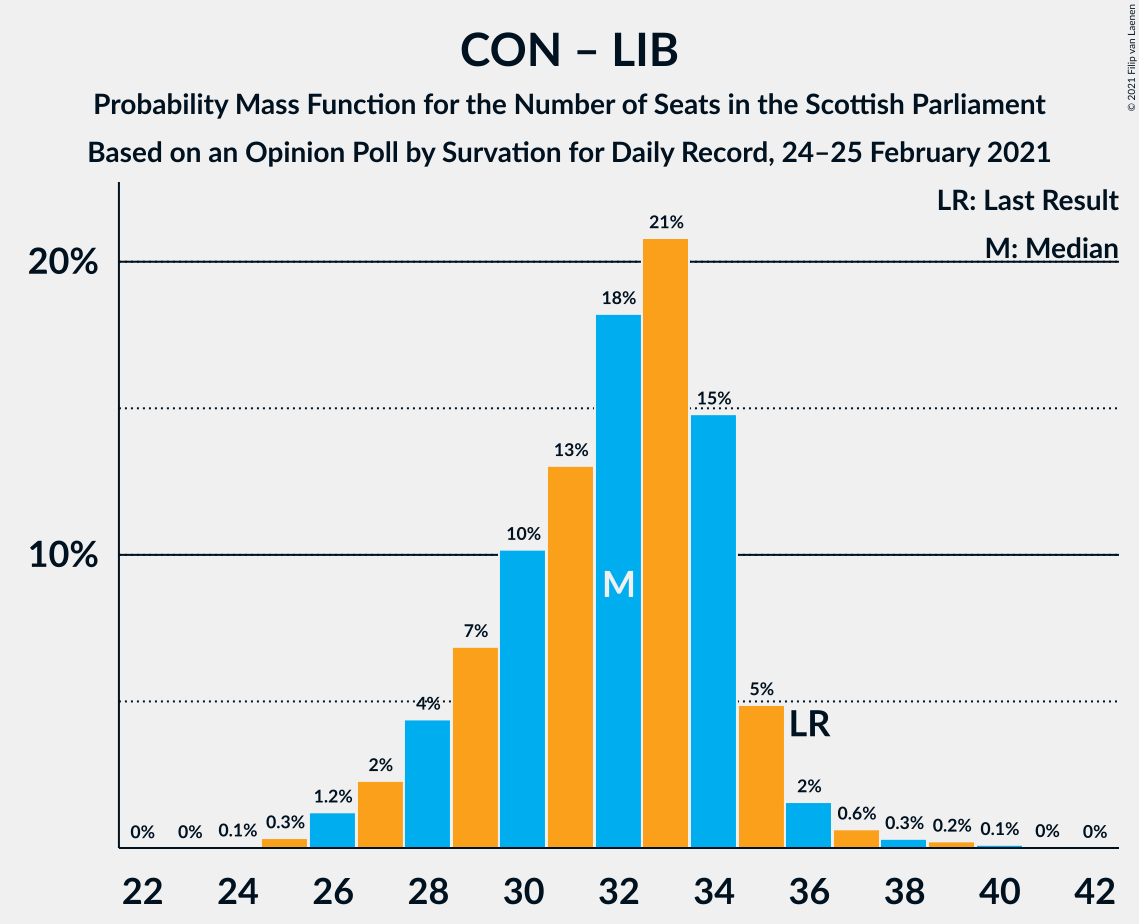 CON – LIB
Probability Mass Function for the Number of Seats in the Scottish Parliament
Based on an Opinion Poll by Survation for Daily Record, 24–25 February 2021
© 2021 Filip van Laenen
LR: Last Result
M: Median
20%
10%
0%
0%
0.1%
0.3%
1.2%
2%
4%
7%
10%
13%
18%
21%
15%
5%
2%
0.6%
0.3%
0.2%
0.1%
0%
0%
M
LR
22 24 26 28 30 32 34 36 38 40 42